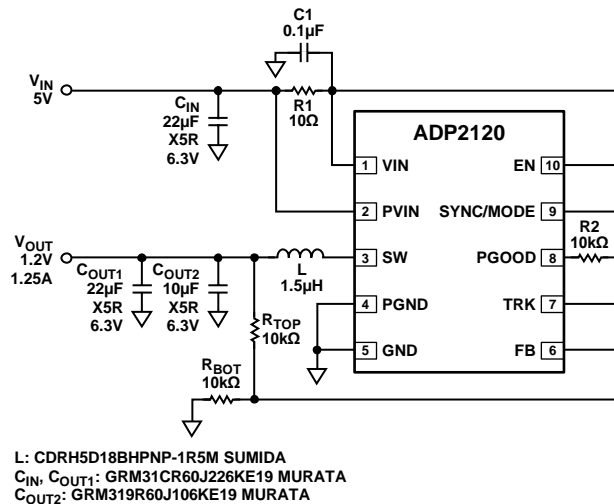 C1
0.1µF
VIN
5V
CIN
22µF
X5R
6.3V
R1
10Ω
ADP2120
1 VIN
EN 10
2 PVIN
SYNC/MODE 9
R2
10kΩ
3 SW
PGOOD 8
4 PGND
TRK 7
5 GND
FB 6
VOUT
1.2V
1.25A
COUT1
22µF
X5R
6.3V
COUT2
10µF
X5R
6.3V
L
1.5µH
RTOP
10kΩ
RBOT
10kΩ
L: CDRH5D18BHPNP-1R5M SUMIDA
CIN, COUT1: GRM31CR60J226KE19 MURATA
COUT2: GRM319R60J106KE19 MURATA